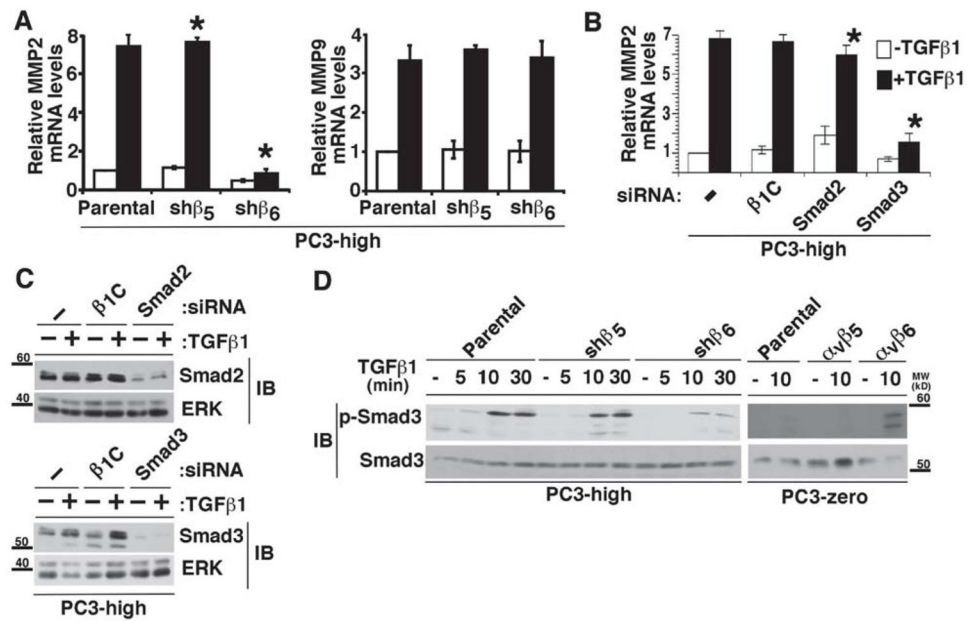 A
Relative MMP2
mRNA levels
8
6
4
2
0
Parental shβ5 shβ6
*
*
Relative MMP9
mRNA levels
4
3
2
1
0
Parental shβ5 shβ6
PC3-high
B
Relative MMP2
mRNA levels
7
5
3
1
*
*
-TGFβ1
+TGFβ1
siRNA: - β1C Smad2 Smad3
PC3-high
C
- β1C Smad2 :siRNA
- + - + - + :TGFβ1
60
Smad2
40
ERK
IB
- β1C Smad3 :siRNA
- + - + - + :TGFβ1
Smad3
50
40
ERK
IB
PC3-high
D
Parental shβ5 shβ6 Parental αvβ5 αvβ6
TGFβ1
(min)
- 5 10 30 - 5 10 30 - 5 10 30 - 10 - 10 - 10
MW
(kD)
60
p-Smad3
IB
Smad3
50
PC3-high PC3-zero